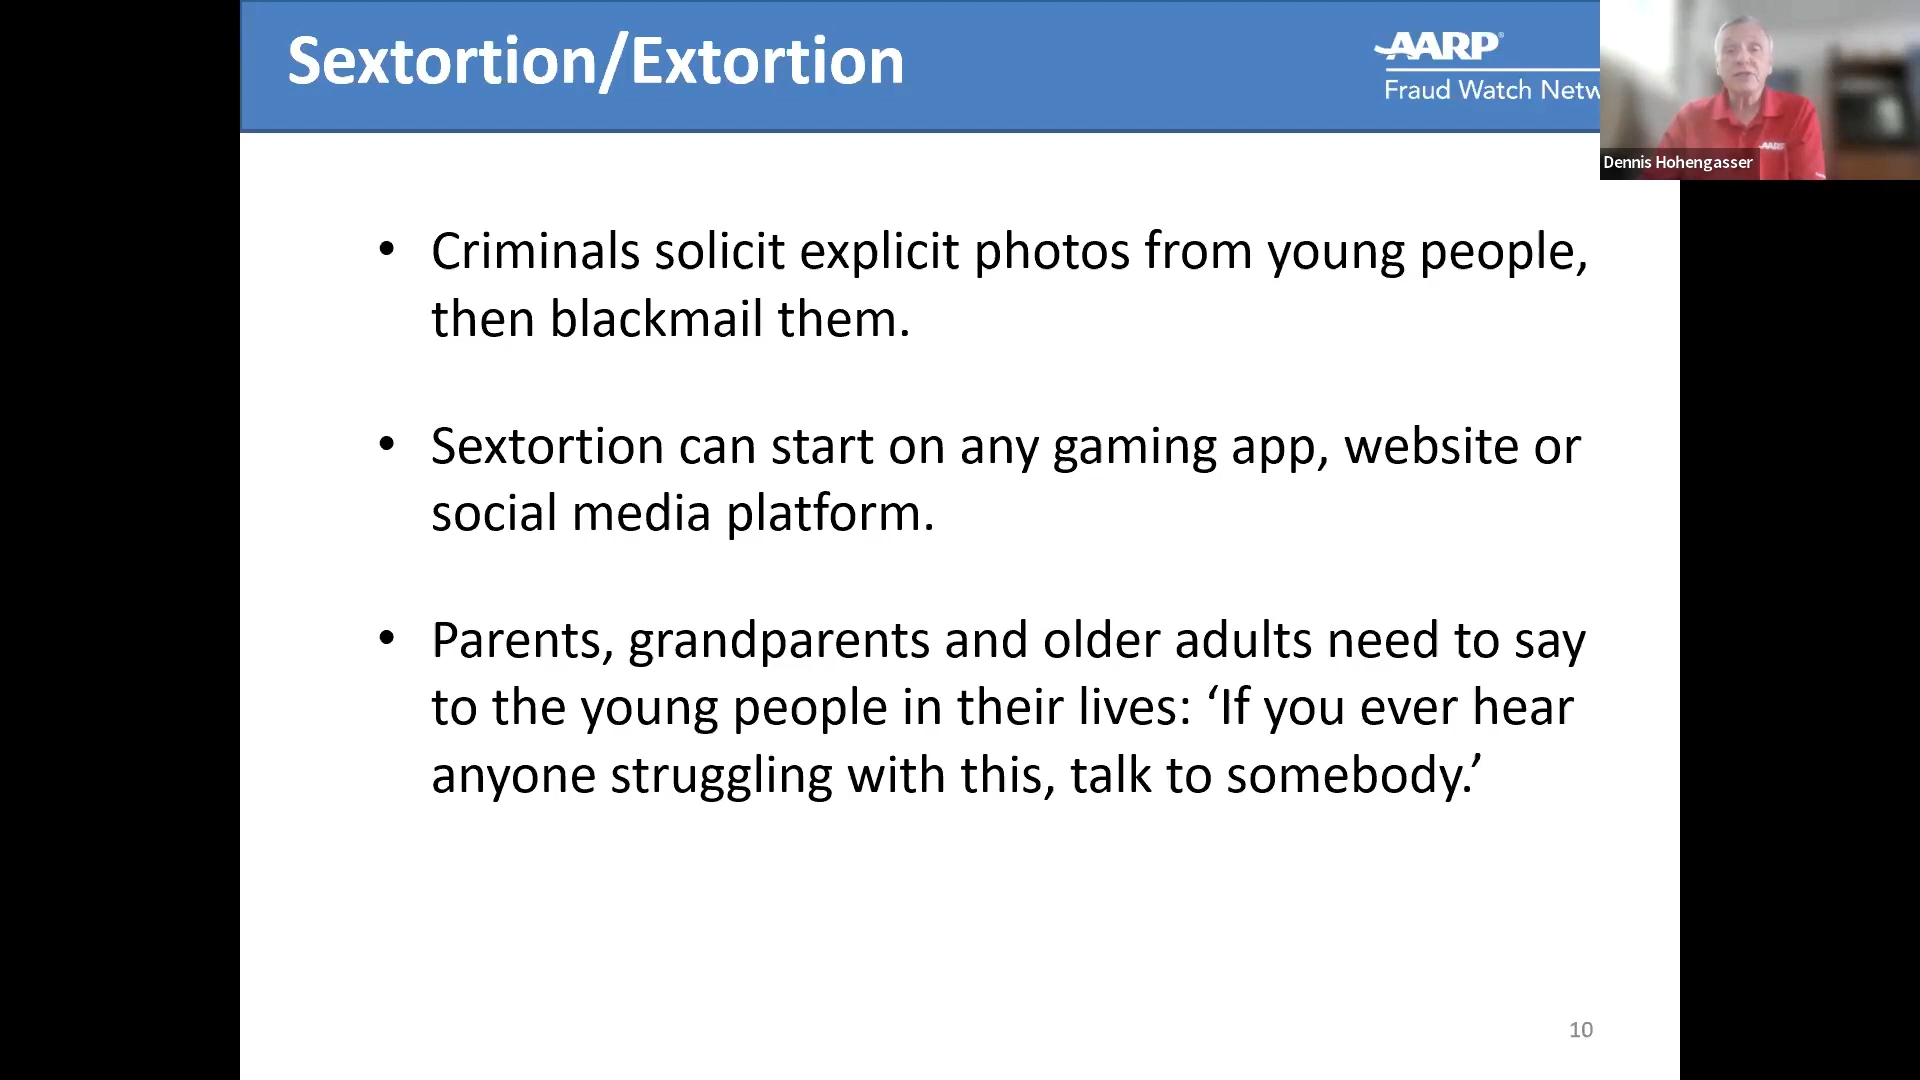 Sextortion/Extortion
AARP®
Fraud Watch Netw
Dennis Hohengasser
AARP
• Criminals solicit explicit photos from young people,
then blackmail them.
• Sextortion can start on any gaming app, website or
social media platform.
• Parents, grandparents and older adults need to say
to the young people in their lives: ‘If you ever hear
anyone struggling with this, talk to somebody.’
10